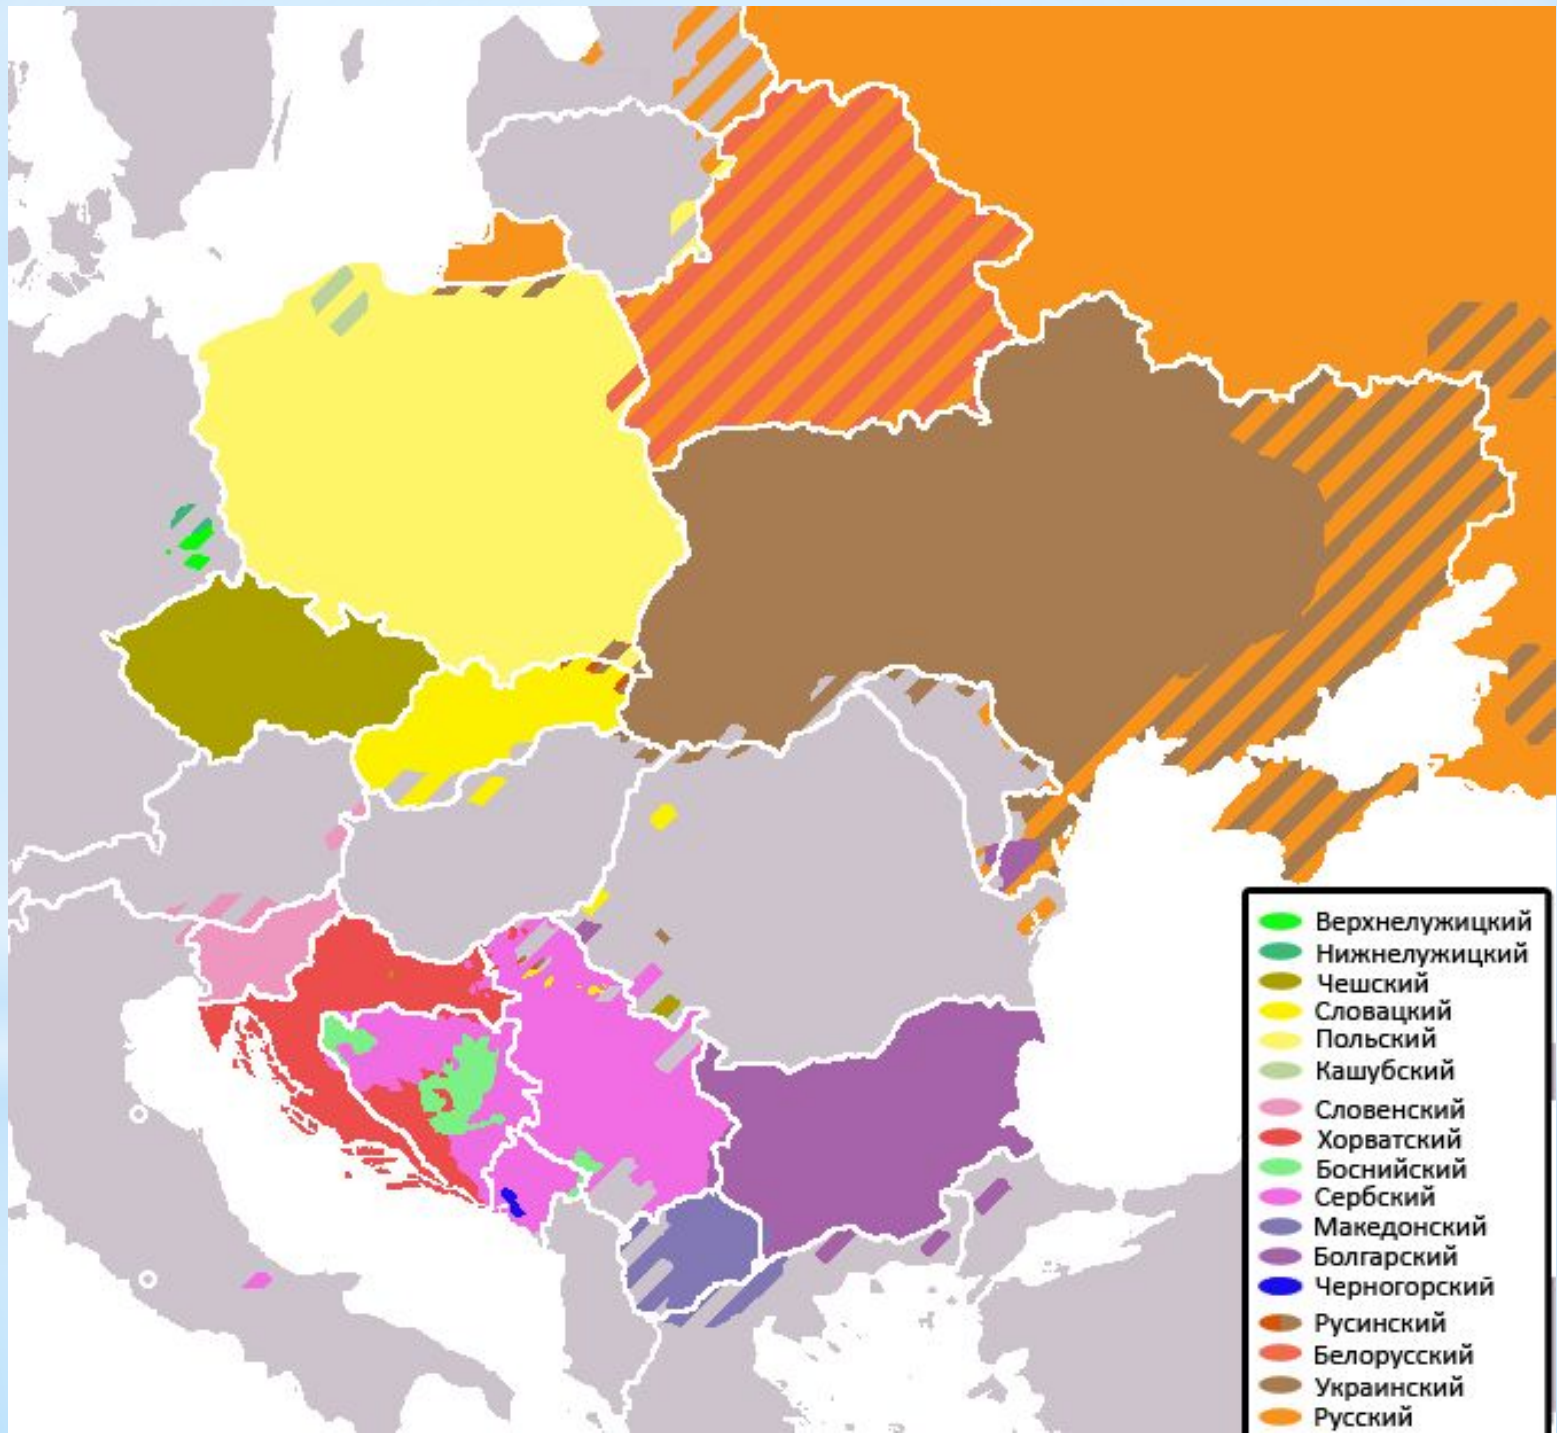 Верхнелужицкий
Нижнелужицкий
Чешский
Словацкий
Польский
Кашубский
Словенский
Хорватский
Боснийский
Сербский
Македонский
Болгарский
Черногорский
Русинский
Белорусский
Украинский
Русский